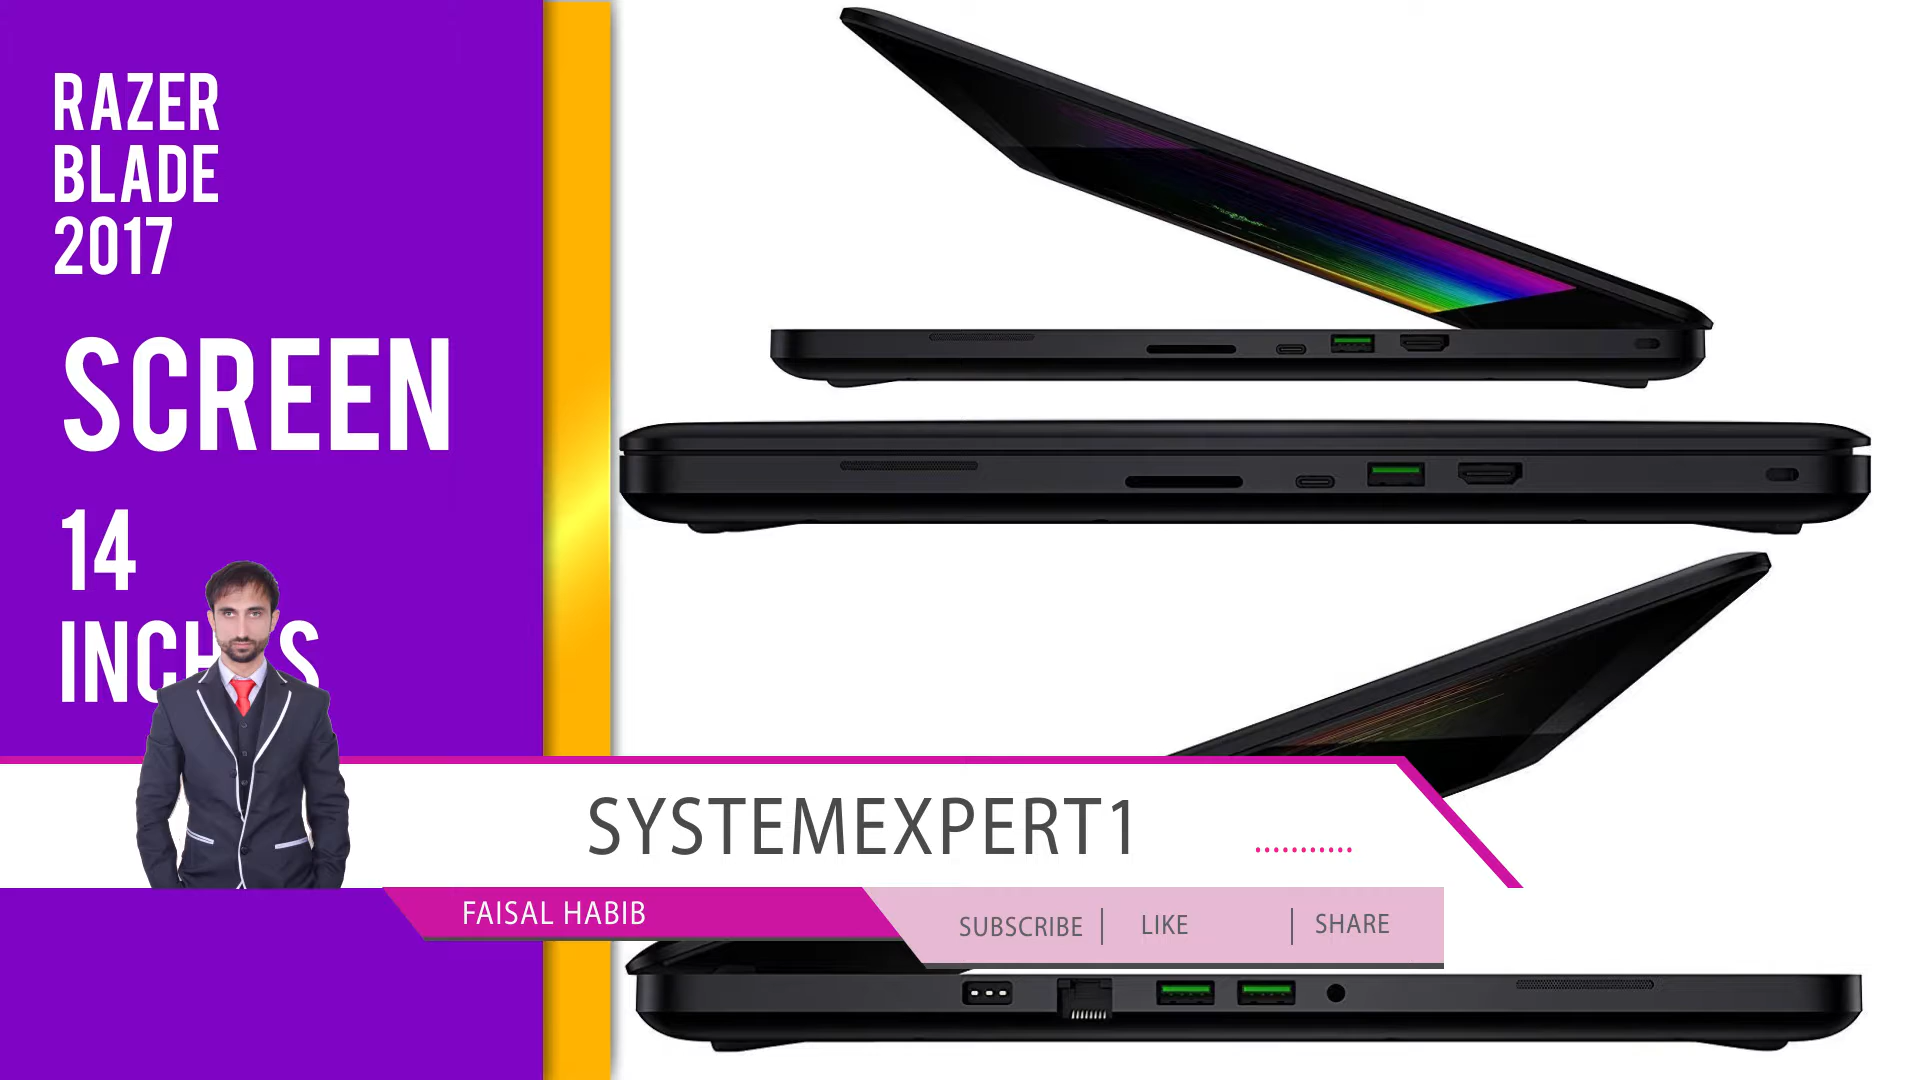 RAZER
BLADE
2017
SCREEN
14
INCHES
SYSTEMEXPERT1
FAISAL HABIB
SUBSCRIBE | LIKE | SHARE